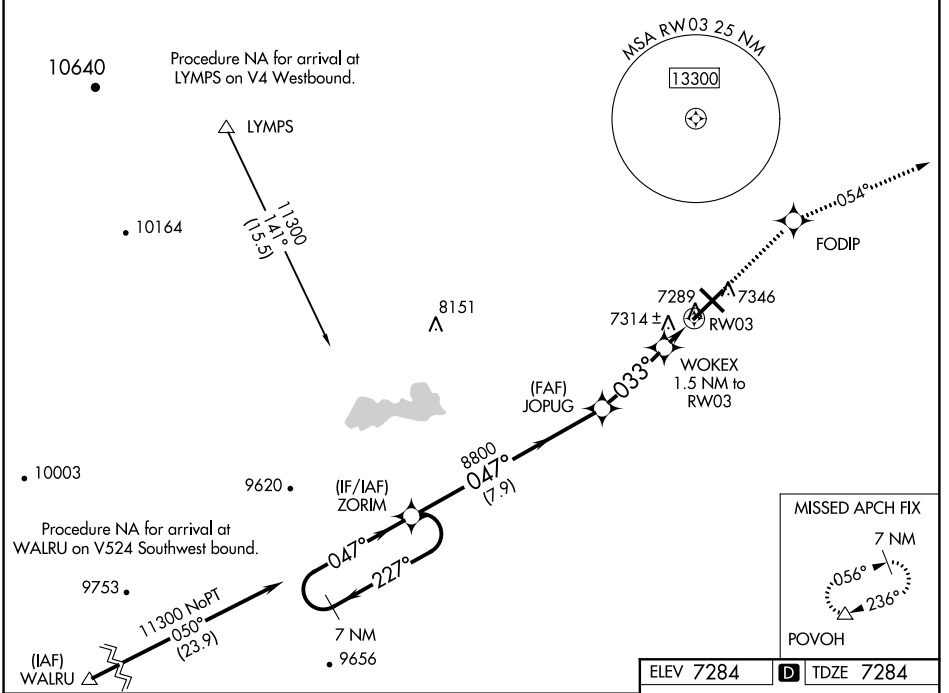 Procedure NA for arrival at
LYMPS on V4 Westbound.
10640
LYMPS
MSA RW03 25 NM
13300
11300
141°
(15.5)
10164
054°
FODIP
8151
7289
7346
7314 ±
RW03
WOKEX
1.5 NM to
RW03
033°
(FAF)
JOPUG
8800
047°
(7.9)
10003
9620
(IF/IAF)
ZORIM
Procedure NA for arrival at
WALRU on V524 Southwest bound.
047°
227°
7 NM
9753
11300 NoPT
050°
(23.9)
(IAF)
WALRU
9656
MISSED APCH FIX
7 NM
056°
236°
POVOH
ELEV 7284 D TDZE 7284